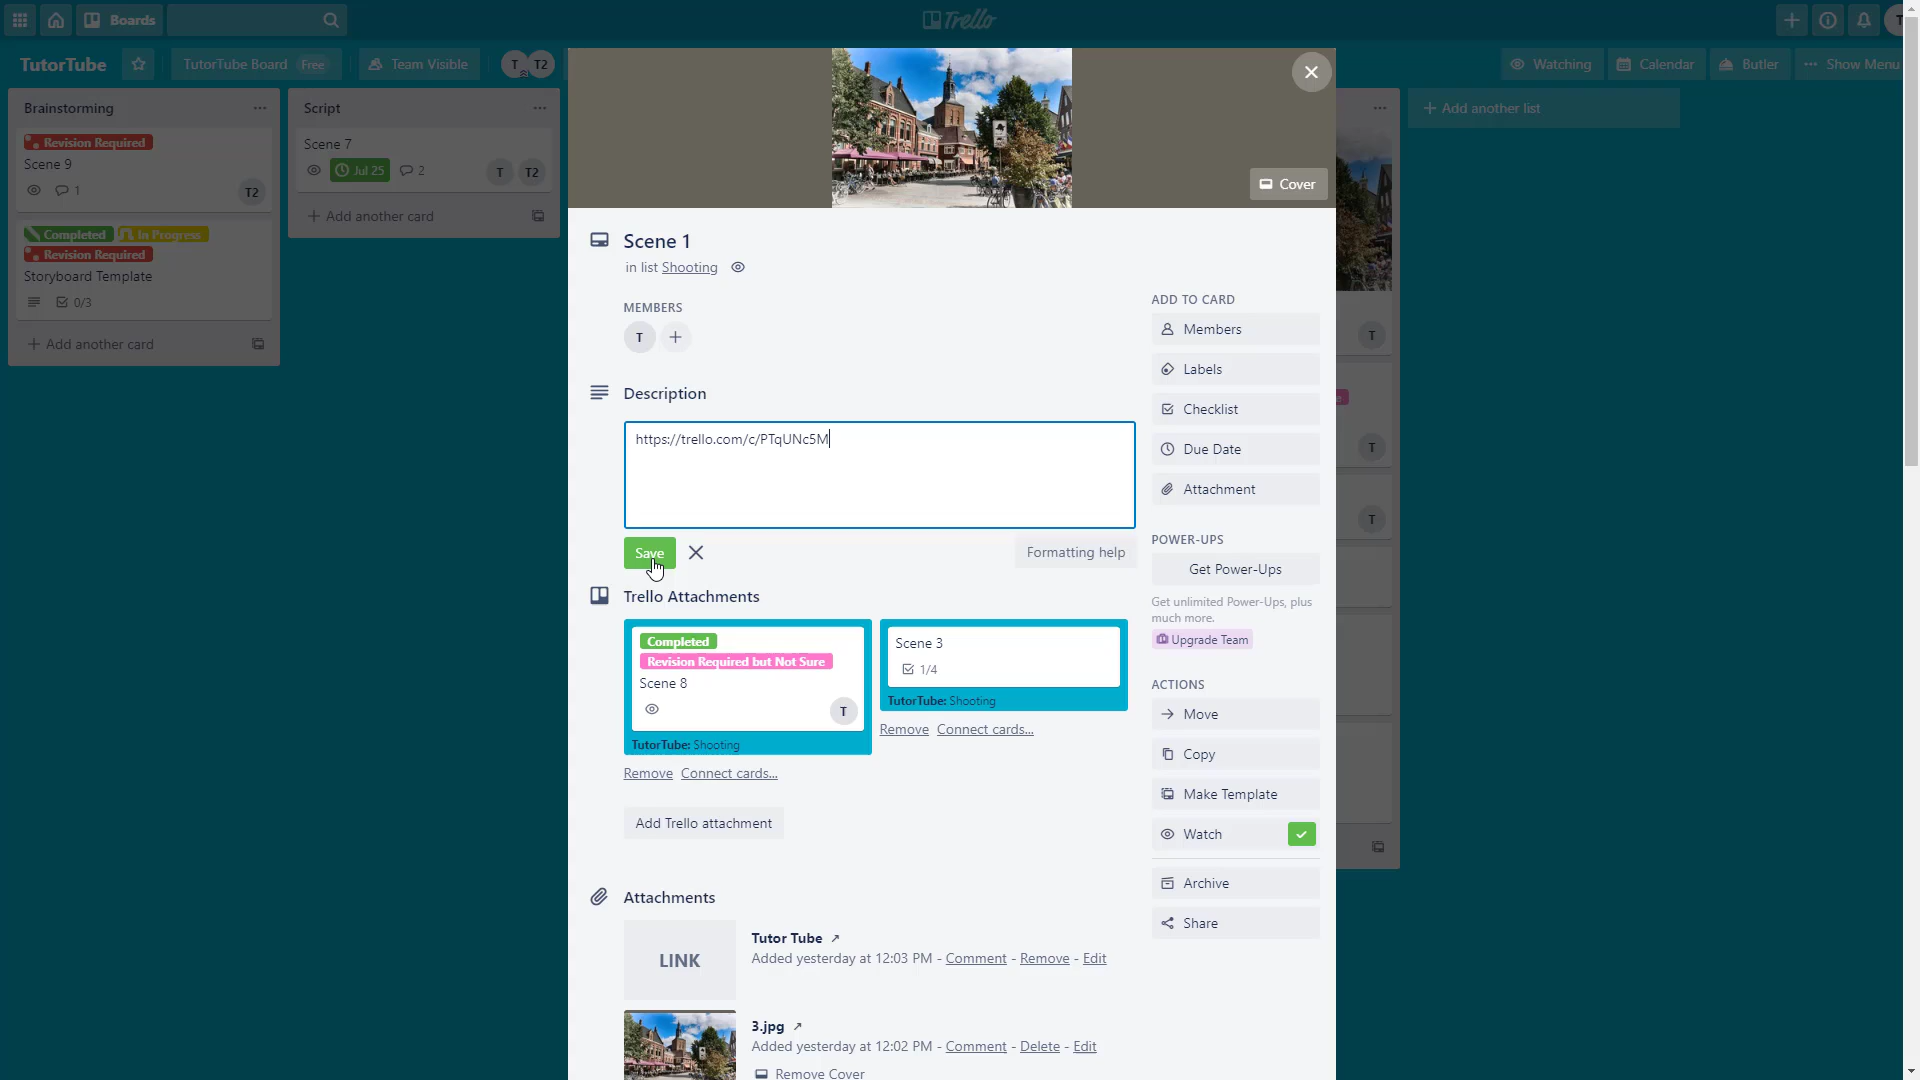 Boards
Trello
T
TutorTube
TutorTube Board Free
Team Visible
T T2
Watching
Calendar
Butler
Show Menu
Brainstorming
Revision Required
Scene 9
1
T2
Completed In Progress
Revision Required
Storyboard Template
0/3
+ Add another card
Script
Scene 7
Jul 25 2
T T2
+ Add another card
Cover
Scene 1
in list Shooting
MEMBERS
T
Description
https://trello.com/c/PTqUNc5M
Save
Formatting help
Trello Attachments
Completed
Revision Required but Not Sure
Scene 8
T
TutorTube: Shooting
Remove Connect cards...
Scene 3
1/4
TutorTube: Shooting
Remove Connect cards...
Add Trello attachment
Attachments
LINK
Tutor Tube ↗
Added yesterday at 12:03 PM - Comment - Remove - Edit
3.jpg ↗
Added yesterday at 12:02 PM - Comment - Delete - Edit
Remove Cover
ADD TO CARD
Members
Labels
Checklist
Due Date
Attachment
POWER-UPS
Get Power-Ups
Get unlimited Power-Ups, plus
much more.
Upgrade Team
ACTIONS
Move
Copy
Make Template
Watch
Archive
Share
T
T
T
+ Add another list